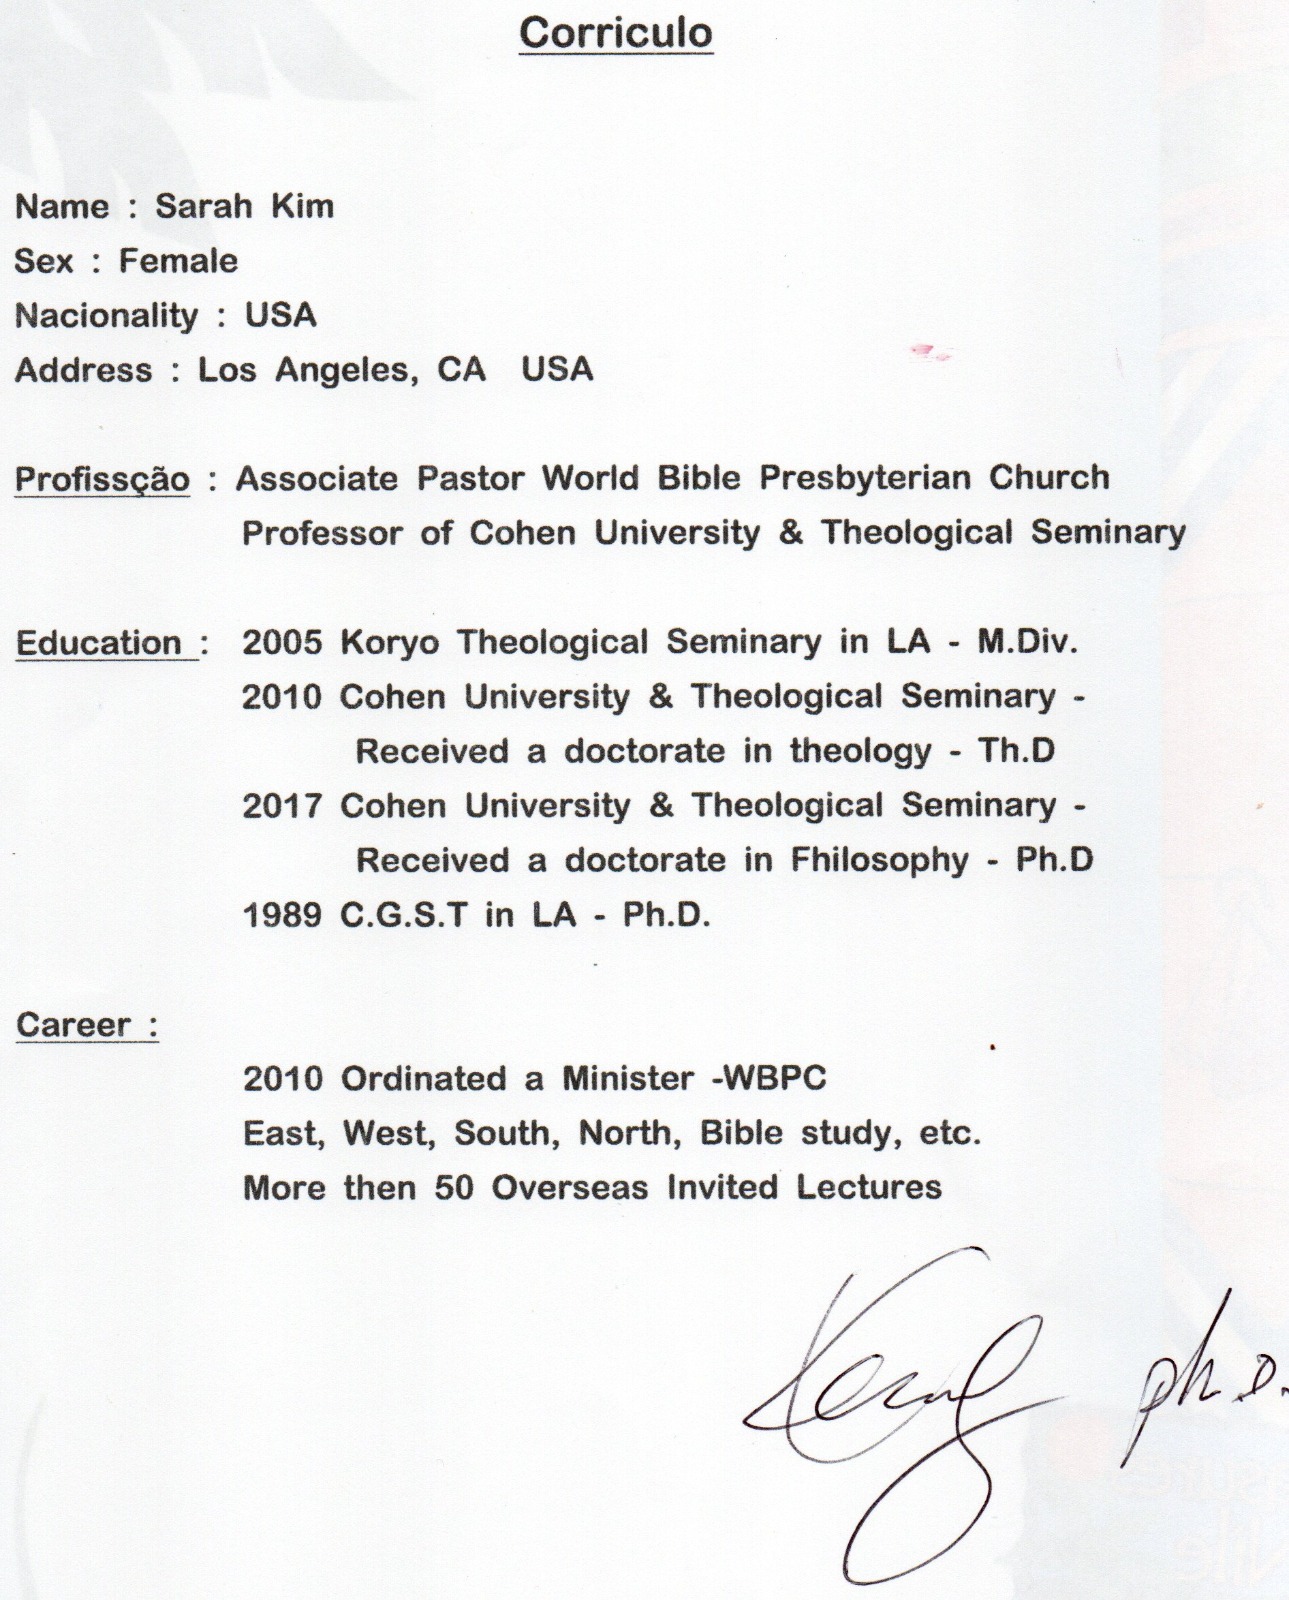 Corriculo
Name : Sarah Kim
Sex : Female
Nacionality : USA
Address : Los Angeles, CA USA
Profissção : Associate Pastor World Bible Presbyterian Church
Professor of Cohen University & Theological Seminary
Education : 2005 Koryo Theological Seminary in LA - M.Div.
2010 Cohen University & Theological Seminary -
Received a doctorate in theology - Th.D
2017 Cohen University & Theological Seminary -
Received a doctorate in Fhilosophy - Ph.D
1989 C.G.S.T in LA - Ph.D.
Career :
2010 Ordinated a Minister -WBPC
East, West, South, North, Bible study, etc.
More then 50 Overseas Invited Lectures
ph.D.